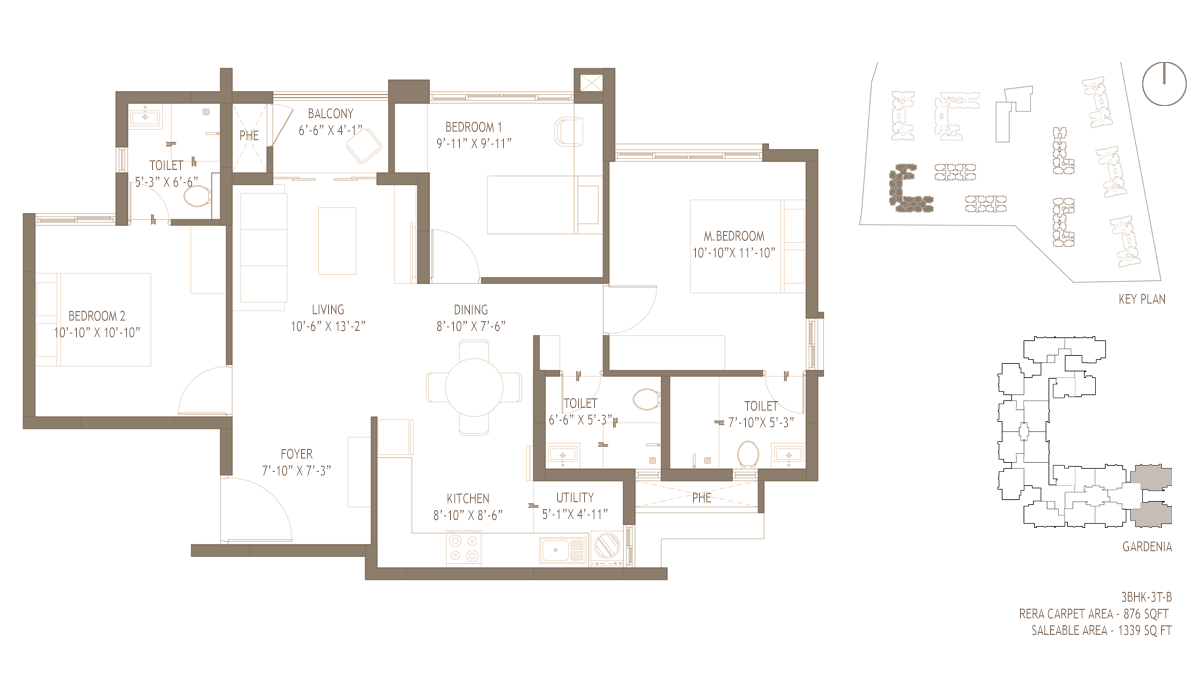 BALCONY
6'-6" X 4'-1"
PHE
BEDROOM 1
9'-11" X 9'-11"
TOILET
5'-3" X 6'-6"
M.BEDROOM
10'-10"X 11'-10"
BEDROOM 2
10'-10" X 10'-10"
LIVING
10'-6" X 13'-2"
DINING
8'-10" X 7'-6"
TOILET
6'-6" X 5'-3"
TOILET
7'-10"X 5'-3"
FOYER
7'-10" X 7'-3"
KITCHEN
8'-10" X 8'-6"
UTILITY
5'-1"X 4'-11"
PHE
KEY PLAN
GARDENIA
3BHK-3T-B
RERA CARPET AREA - 876 SQFT
SALEABLE AREA - 1339 SQ FT